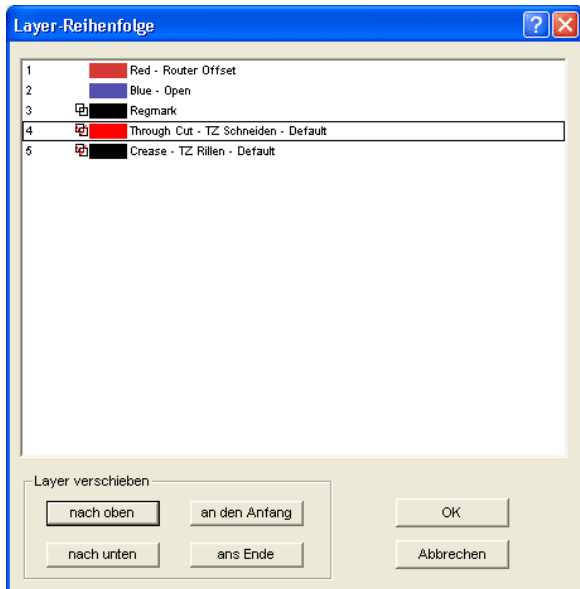 Layer-Reihenfolge
1 Red - Router Offset
2 Blue - Open
3 Regmark
4 Through Cut - TZ Schneiden - Default
5 Crease - TZ Rillen - Default
Layer verschieben
nach oben an den Anfang OK
nach unten ans Ende Abbrechen